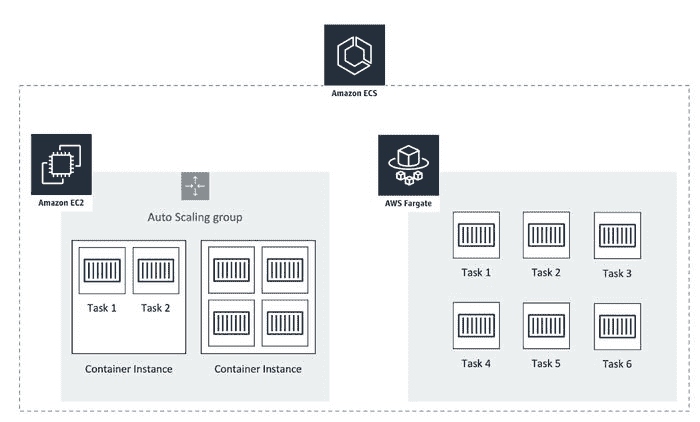 Amazon ECS
Amazon EC2
Auto Scaling group
Task 1
Task 2
Container Instance
Container Instance
AWS Fargate
Task 1
Task 2
Task 3
Task 4
Task 5
Task 6